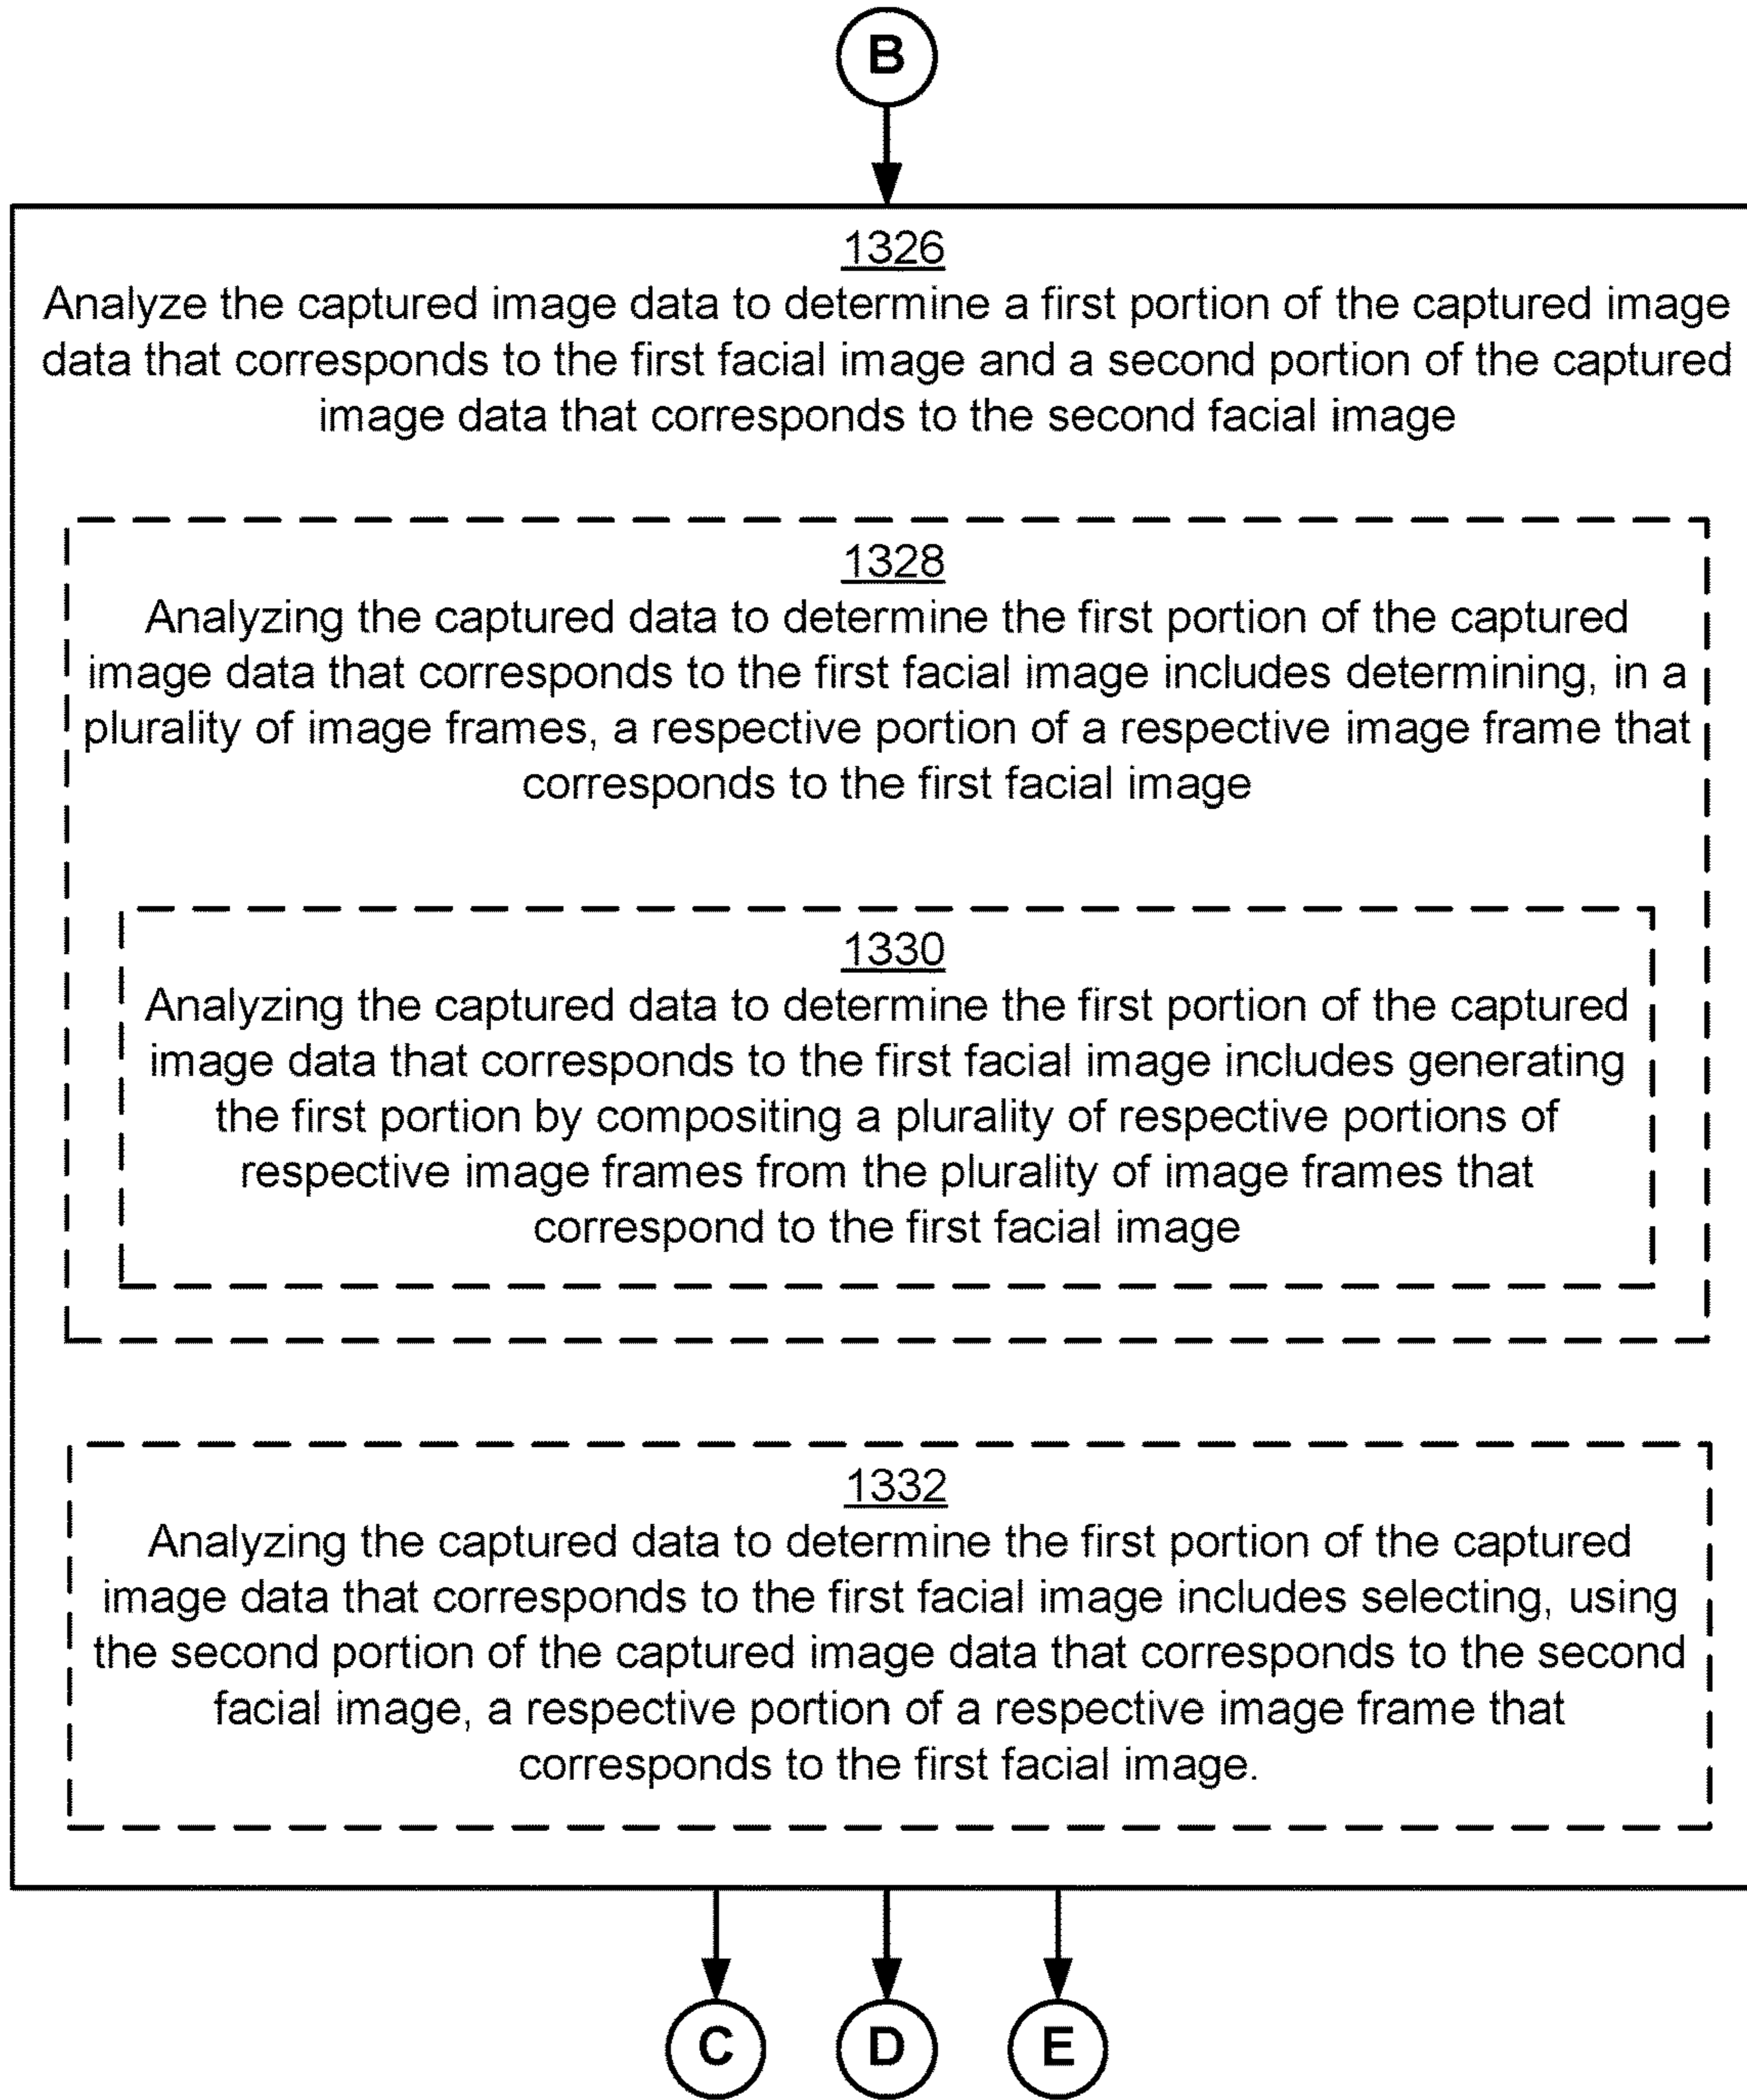 B
1326
Analyze the captured image data to determine a first portion of the captured image
data that corresponds to the first facial image and a second portion of the captured
image data that corresponds to the second facial image
1328
Analyzing the captured data to determine the first portion of the captured
image data that corresponds to the first facial image includes determining, in a
plurality of image frames, a respective portion of a respective image frame that
corresponds to the first facial image
1330
Analyzing the captured data to determine the first portion of the captured
image data that corresponds to the first facial image includes generating
the first portion by compositing a plurality of respective portions of
respective image frames from the plurality of image frames that
correspond to the first facial image
1332
Analyzing the captured data to determine the first portion of the captured
image data that corresponds to the first facial image includes selecting, using
the second portion of the captured image data that corresponds to the second
facial image, a respective portion of a respective image frame that
corresponds to the first facial image.
C D E